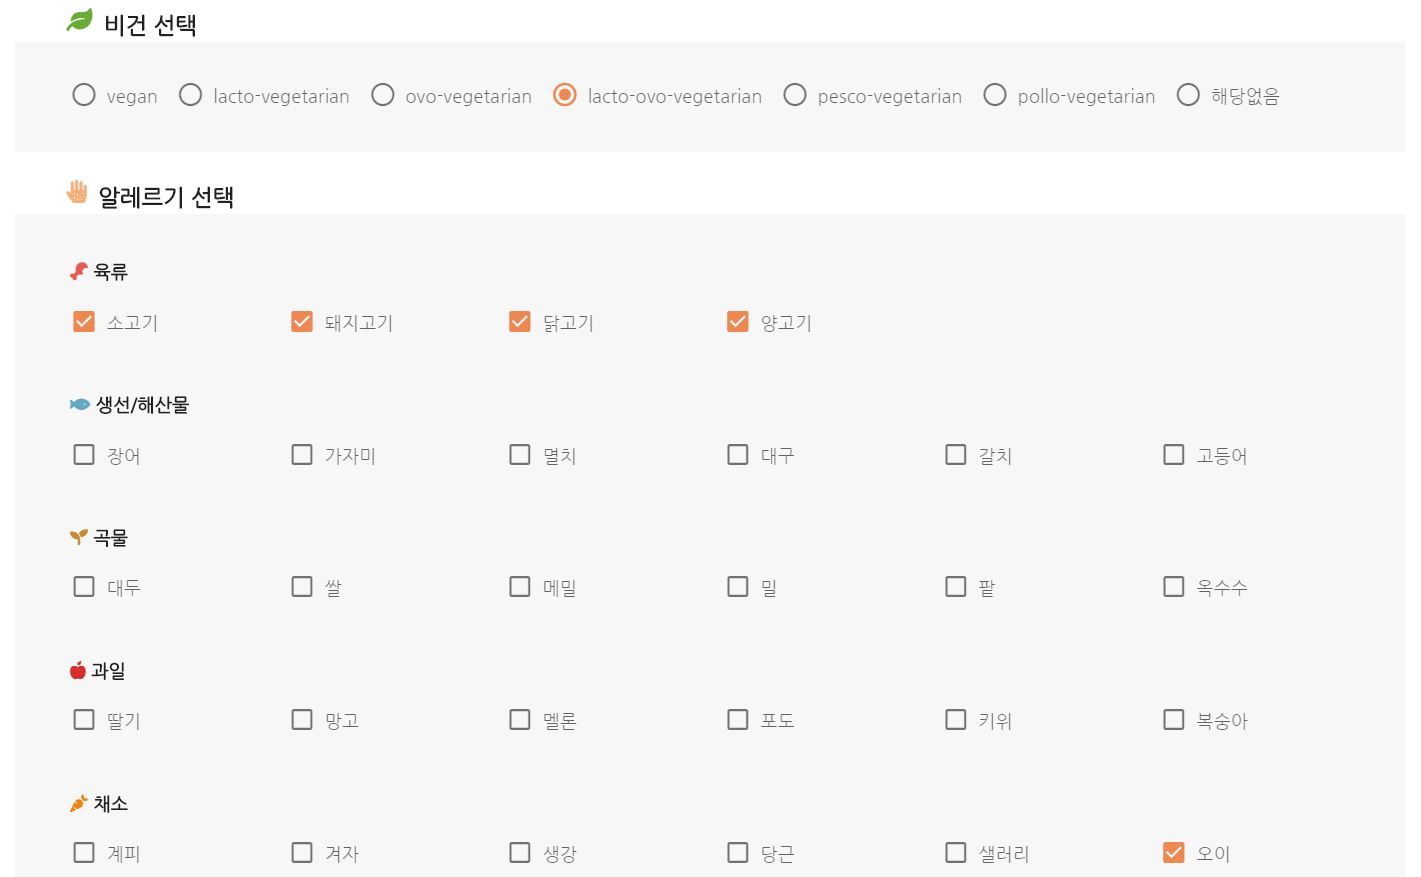 비건 선택
vegan lacto-vegetarian ovo-vegetarian lacto-ovo-vegetarian pesco-vegetarian pollo-vegetarian 해당없음
알레르기 선택
육류
소고기 돼지고기 닭고기 양고기
생선/해산물
장어 가자미 멸치 대구 갈치 고등어
곡물
대두 쌀 메밀 밀 팥 옥수수
과일
딸기 망고 멜론 포도 키위 복숭아
채소
계피 겨자 생강 당근 샐러리 오이